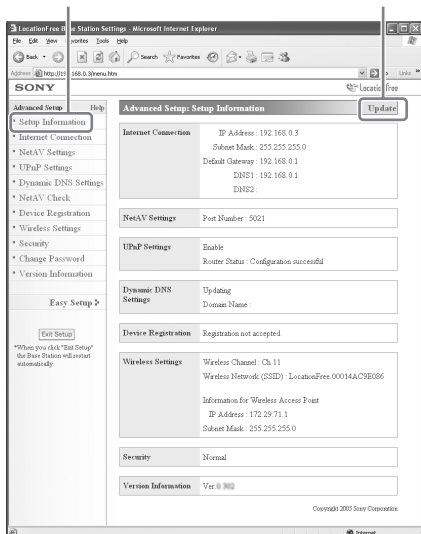 LocationFree Base Station Settings - Microsoft Internet Explorer
File Edit View Favorites Tools Help
Back Search Favorites
Address http://192.168.0.3/menu.htm Links
SONY LocationFree
Advanced Setup Help
Setup Information
Internet Connection
NetAV Settings
UPnP Settings
Dynamic DNS Settings
NetAV Check
Device Registration
Wireless Settings
Security
Change Password
Version Information
Easy Setup
Exit Setup
*When you click "Exit Setup"
the Base Station will restart
automatically.
Advanced Setup: Setup Information Update
Internet Connection IP Address : 192.168.0.3
Subnet Mask : 255.255.255.0
Default Gateway : 192.168.0.1
DNS1 : 192.168.0.1
DNS2 :
NetAV Settings Port Number : 5021
UPnP Settings Enable
Router Status : Configuration successful
Dynamic DNS Settings Updating
Domain Name :
Device Registration Registration not accepted
Wireless Settings Wireless Channel : Ch 11
Wireless Network (SSID) : LocationFree.00014AC9E086
Information for Wireless Access Point
IP Address : 172.29.71.1
Subnet Mask : 255.255.255.0
Security Normal
Version Information Ver.
Copyright 2005 Sony Corporation
Internet